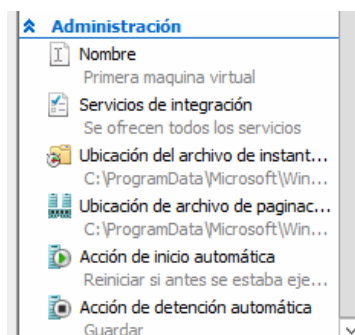 Administración
Nombre
Primera maquina virtual
Servicios de integración
Se ofrecen todos los servicios
Ubicación del archivo de instant...
C:\ProgramData\Microsoft\Win...
Ubicación de archivo de paginac...
C:\ProgramData\Microsoft\Win...
Acción de inicio automática
Reiniciar si antes se estaba eje...
Acción de detención automática
Guardar